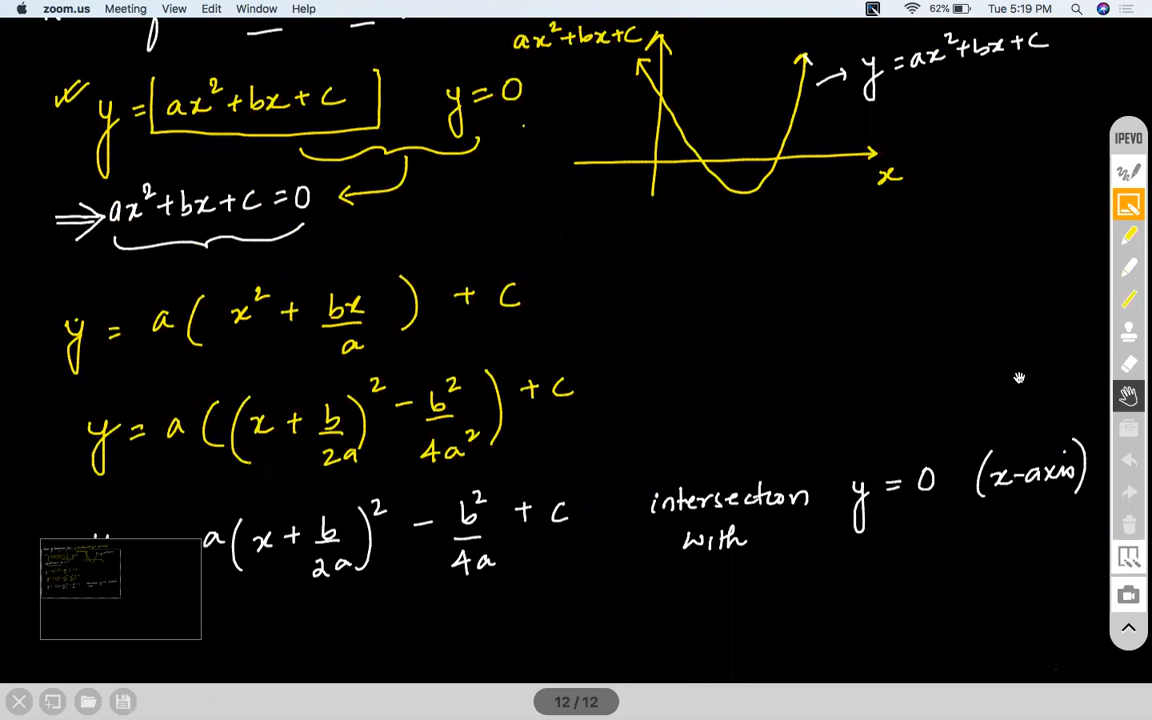 zoom.us Meeting View Edit Window Help 62% Tue 5:19 PM
ax²+bx+c
y = ax²+bx+c
y = [ax²+bx+c] y = 0
x
IPEVO
⟹ ax²+bx+c = 0
y = a( x² + bx/a ) + c
y = a((x + b/2a)² - b²/4a²) + c
intersection with y = 0 (x-axis)
a(x + b/2a)² - b²/4a + c
12 / 12